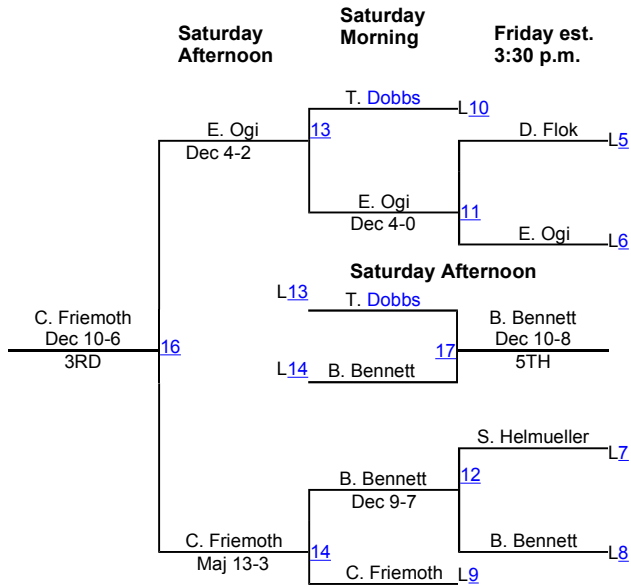 Saturday
Afternoon
Saturday
Morning
Friday est.
3:30 p.m.
T. Dobbs
L10
E. Ogi
13
D. Flok
L5
Dec 4-2
E. Ogi
11
Dec 4-0
E. Ogi
L6
Saturday Afternoon
L13
T. Dobbs
C. Friemoth
B. Bennett
Dec 10-6
16
17
Dec 10-8
3RD
5TH
L14
B. Bennett
S. Helmueller
L7
B. Bennett
12
Dec 9-7
C. Friemoth
14
B. Bennett
L8
Maj 13-3
C. Friemoth
L9